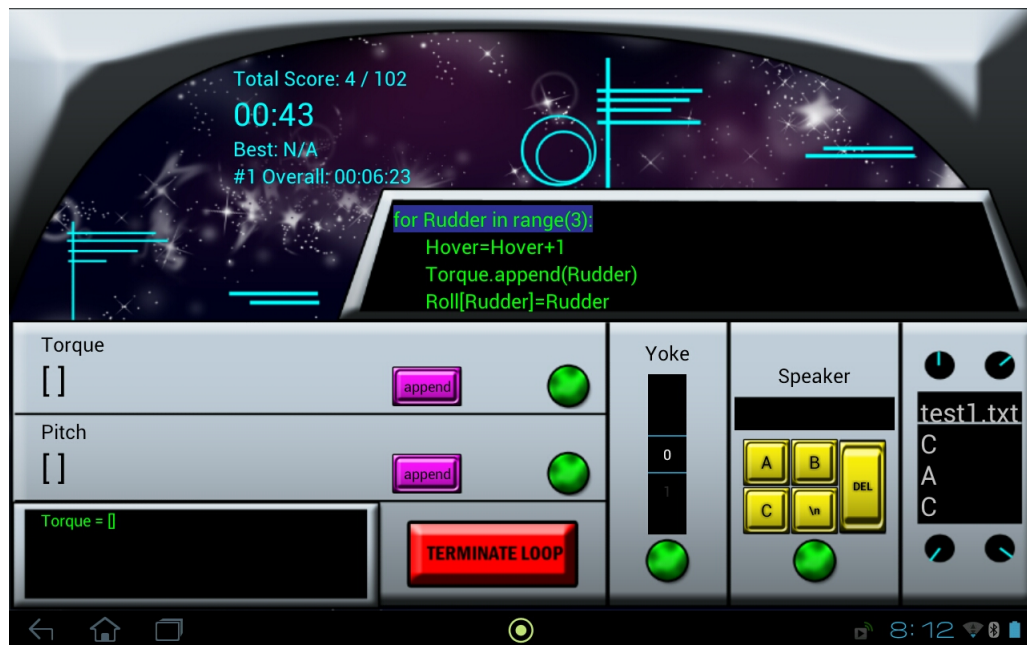 Total Score: 4 / 102
00:43
Best: N/A
#1 Overall: 00:06:23
for Rudder in range(3):
Hover=Hover+1
Torque.append(Rudder)
Roll[Rudder]=Rudder
Torque
[ ]
append
Pitch
[ ]
append
Torque = []
TERMINATE LOOP
Yoke
0
1
Speaker
A
B
DEL
C
\n
test1.txt
C
A
C
8:12